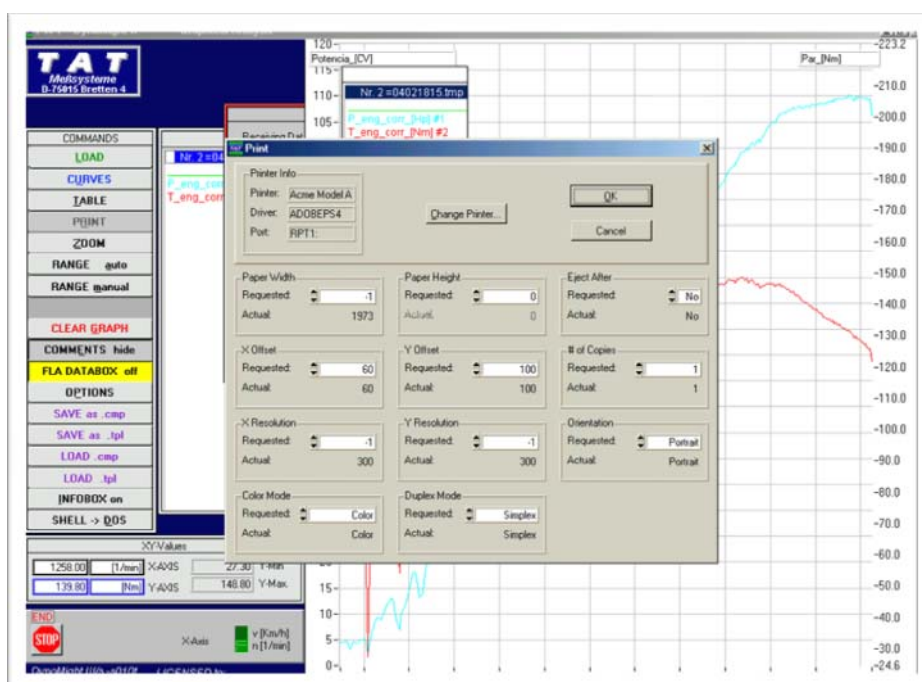 TAT
Meßsysteme
D-75015 Bretten 4
COMMANDS
LOAD
CURVES
TABLE
PRINT
ZOOM
RANGE auto
RANGE manual
CLEAR GRAPH
COMMENTS hide
FLA DATABOX off
OPTIONS
SAVE as .cmp
SAVE as .tpl
LOAD .cmp
LOAD .tpl
INFOBOX on
SHELL -> DOS
XY-Values
1258.00 [1/min] X-AXIS 27.30 Y-Min
139.80 [Nm] Y-AXIS 148.80 Y-Max.
END
STOP
X-Axis
v [Km/h]
n [1/min]
Nr. 2 =04
T_eng_corr
Receiving Dat
120-
Potencia_[CV]
115-
110-
105-
Nr. 2 =04021815.tmp
P_eng_corr_[Hp] #1
T_eng_corr_[Nm] #2
Print
Printer Info
Printer: Acme Model A
Driver: ADOBEPS4
Port: RPT1:
Change Printer...
OK
Cancel
Paper Width
Requested: -1
Actual: 1973
Paper Height
Requested: 0
Actual: 0
Eject After
Requested: No
Actual: No
X Offset
Requested: 60
Actual: 60
Y Offset
Requested: 100
Actual: 100
# of Copies
Requested: 1
Actual: 1
X Resolution
Requested: -1
Actual: 300
Y Resolution
Requested: -1
Actual: 300
Orientation
Requested: Portrait
Actual: Portrait
Color Mode
Requested: Color
Actual: Color
Duplex Mode
Requested: Simplex
Actual: Simplex
15-
10-
5-
0-
Par_[Nm]
-223.2
-210.0
-200.0
-190.0
-180.0
-170.0
-160.0
-150.0
-140.0
-130.0
-120.0
-110.0
-100.0
-90.0
-80.0
-70.0
-60.0
-50.0
-40.0
-30.0
-24.6